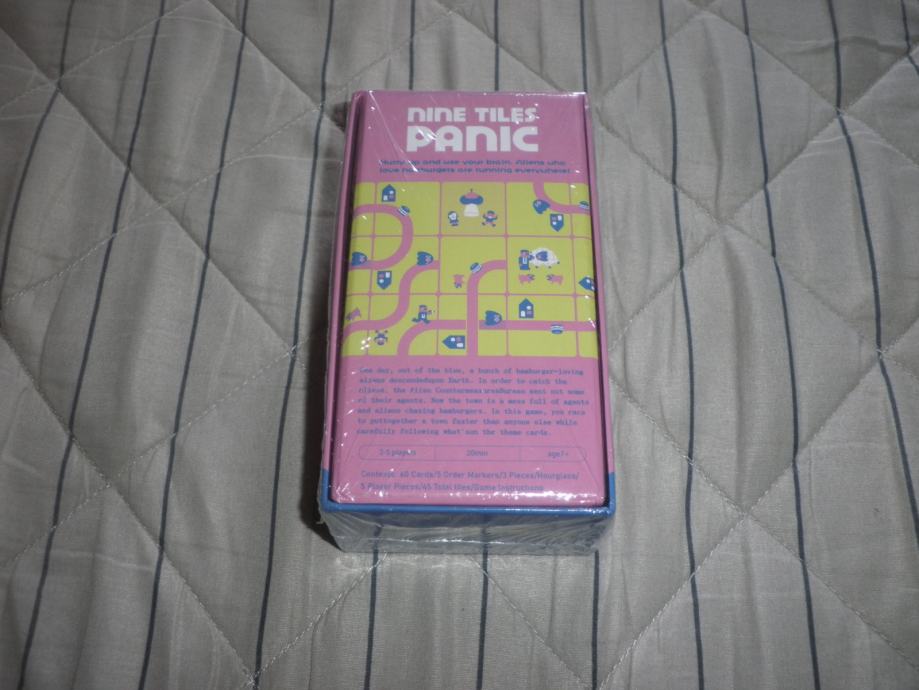 NINE TILES
PANIC
Hurry up and use your brain. Aliens who
love hamburgers are running everywhere!
One day, out of the blue, a bunch of hamburger-loving
aliens descendedupon Earth. In order to catch the
aliens, the Alien Countermeasures Bureau sent out some
of their agents. Now the town is a mess full of agents
and aliens chasing hamburgers. In this game, you race
to puttogether a town faster than anyone else while
carefully following what's on the theme cards.
2-5 players
20min
age7+
Contents: 60 Cards/5 Order Markers/3 Pieces/Hourglass/
5 Player Pieces/45 Total tiles/Game Instructions